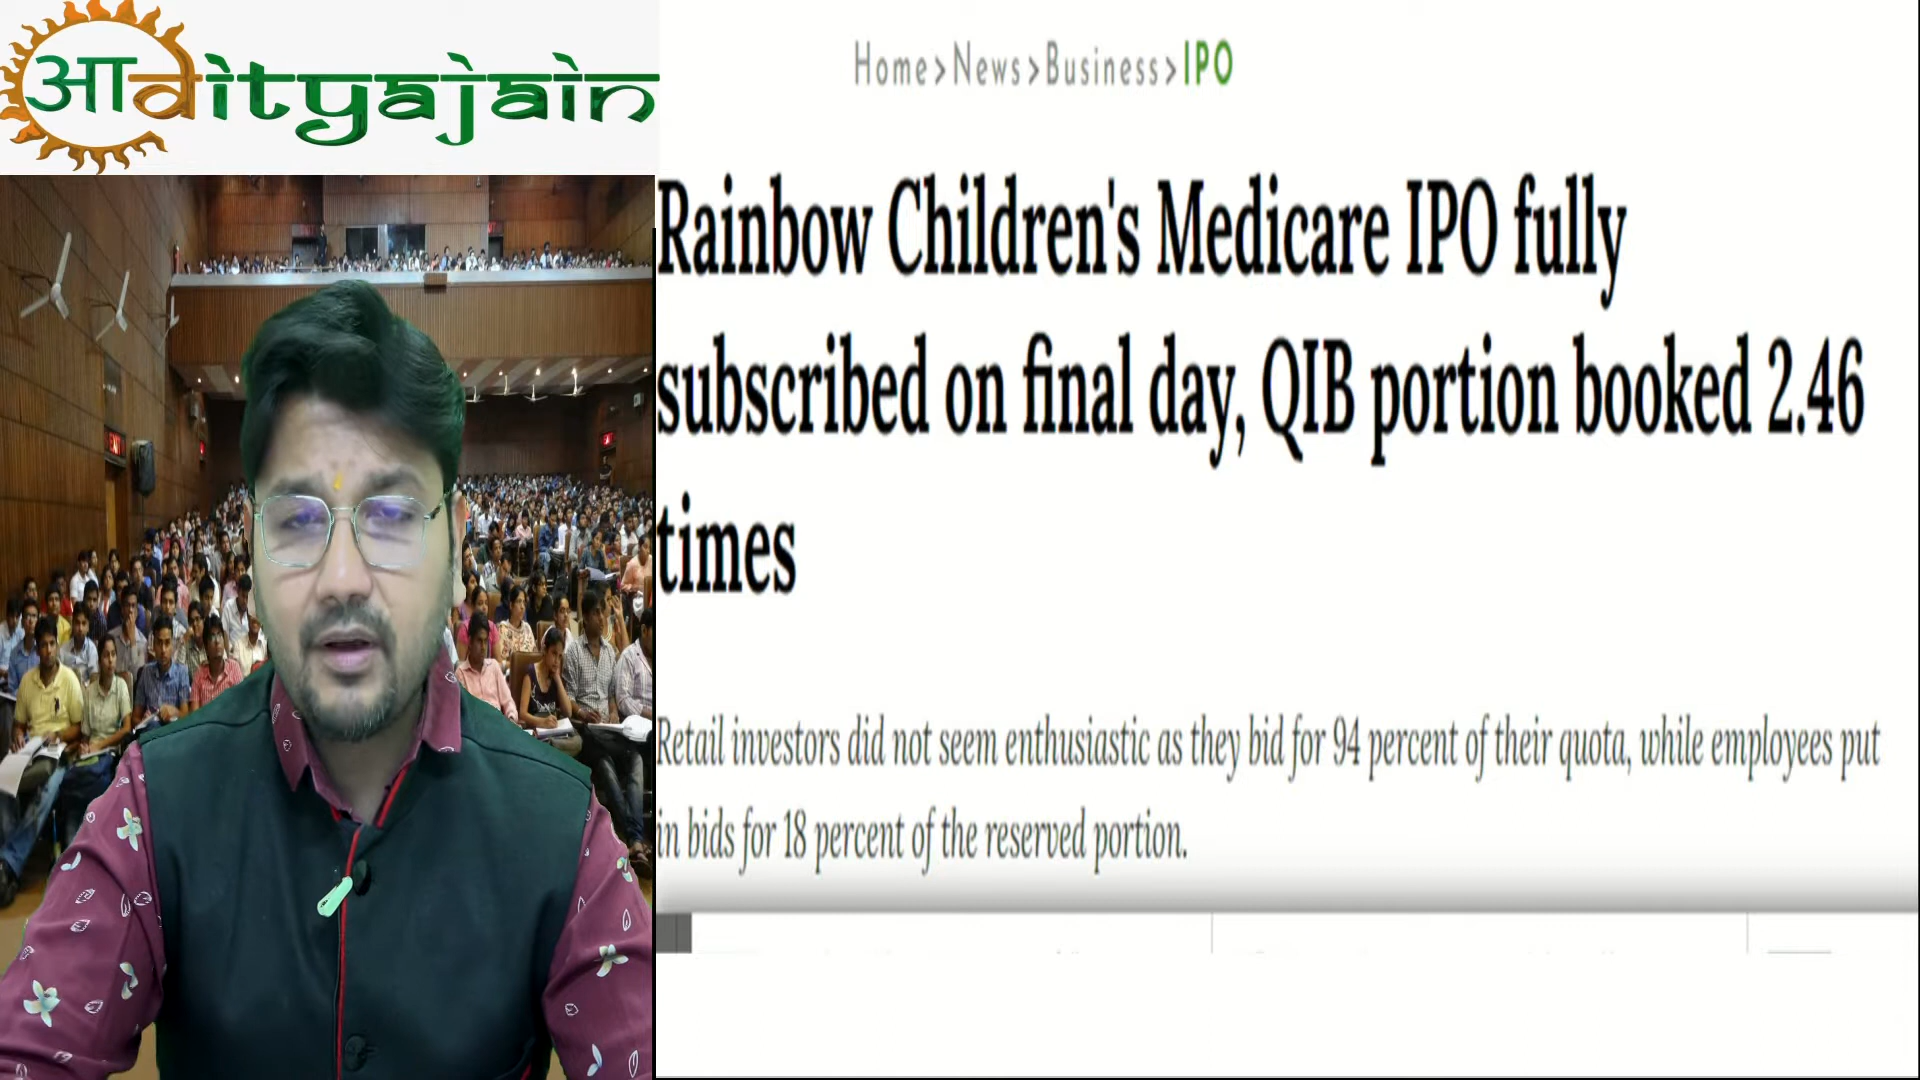 आdityajain
Home>News>Business>IPO
Rainbow Children's Medicare IPO fully
subscribed on final day, QIB portion booked 2.46
times
Retail investors did not seem enthusiastic as they bid for 94 percent of their quota, while employees put
in bids for 18 percent of the reserved portion.
EXIT